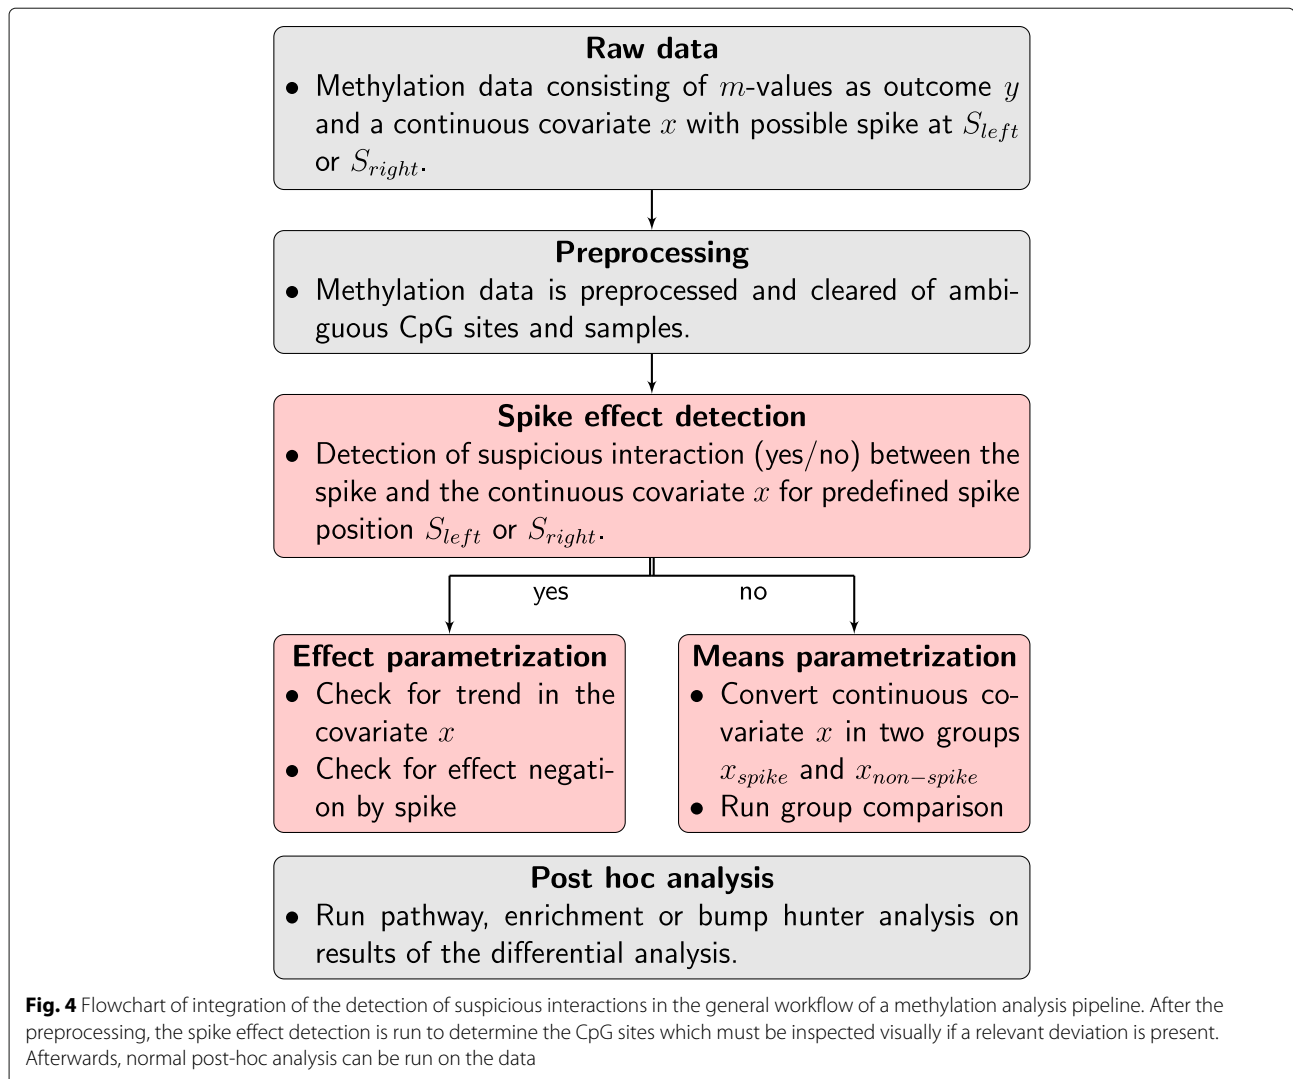 Raw data
• Methylation data consisting of m-values as outcome y
and a continuous covariate x with possible spike at S_left
or S_right.
Preprocessing
• Methylation data is preprocessed and cleared of ambi-
guous CpG sites and samples.
Spike effect detection
• Detection of suspicious interaction (yes/no) between the
spike and the continuous covariate x for predefined spike
position S_left or S_right.
yes
no
Effect parametrization
• Check for trend in the
covariate x
• Check for effect negati-
on by spike
Means parametrization
• Convert continuous co-
variate x in two groups
x_spike and x_non−spike
• Run group comparison
Post hoc analysis
• Run pathway, enrichment or bump hunter analysis on
results of the differential analysis.
Fig. 4 Flowchart of integration of the detection of suspicious interactions in the general workflow of a methylation analysis pipeline. After the
preprocessing, the spike effect detection is run to determine the CpG sites which must be inspected visually if a relevant deviation is present.
Afterwards, normal post-hoc analysis can be run on the data